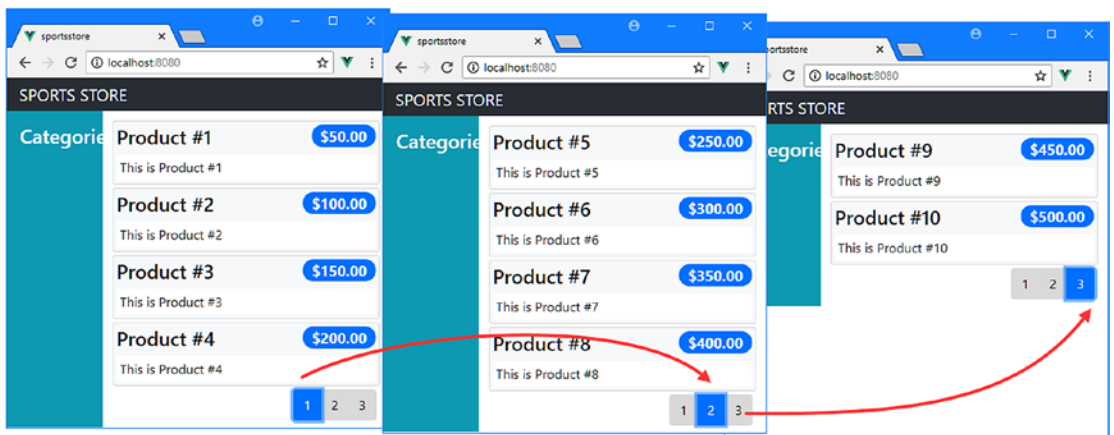 sportsstore
localhost:8080
SPORTS STORE
Categorie
Product #1
$50.00
This is Product #1
Product #2
$100.00
This is Product #2
Product #3
$150.00
This is Product #3
Product #4
$200.00
This is Product #4
1 2 3
sportsstore
localhost:8080
SPORTS STORE
Categorie
Product #5
$250.00
This is Product #5
Product #6
$300.00
This is Product #6
Product #7
$350.00
This is Product #7
Product #8
$400.00
This is Product #8
1 2 3
ortsstore
localhost:8080
RTS STORE
egorie
Product #9
$450.00
This is Product #9
Product #10
$500.00
This is Product #10
1 2 3